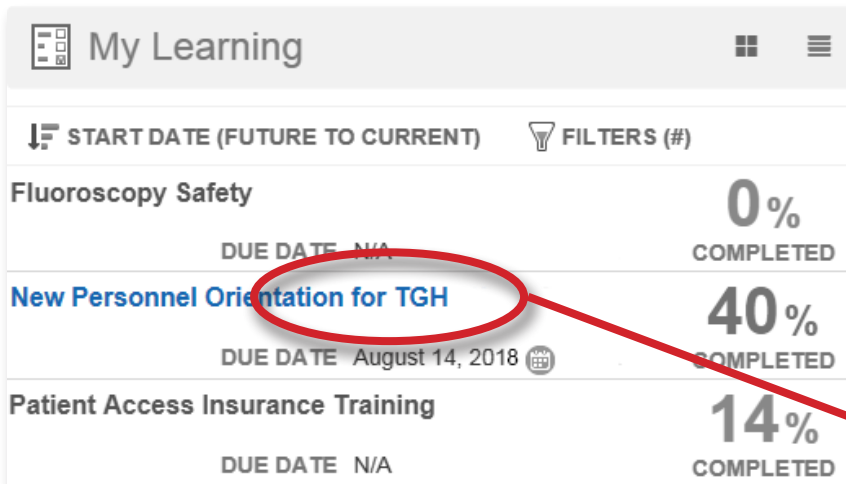 My Learning
START DATE (FUTURE TO CURRENT) FILTERS (#)
Fluoroscopy Safety
0%
DUE DATE N/A
COMPLETED
New Personnel Orientation for TGH
40%
DUE DATE August 14, 2018
COMPLETED
Patient Access Insurance Training
14%
DUE DATE N/A
COMPLETED